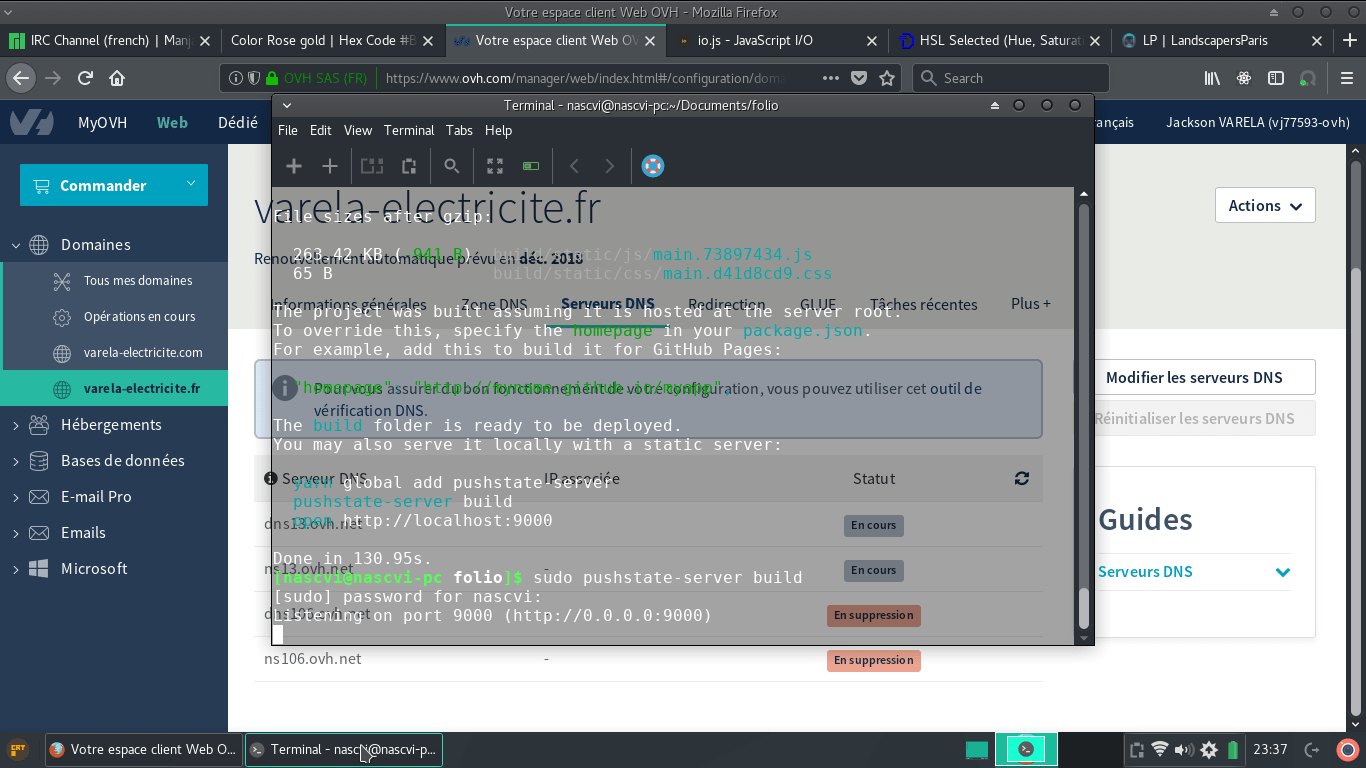 Votre espace client Web OVH - Mozilla Firefox
IRC Channel (french) | Manj
Color Rose gold | Hex Code #B
Votre espace client Web OV
io.js - JavaScript I/O
HSL Selected (Hue, Saturat
LP | LandscapersParis
OVH SAS (FR)
https://www.ovh.com/manager/web/index.html#/configuration/doma
Search
Terminal - nascvi@nascvi-pc:~/Documents/folio
MyOVH
Web
Dédié
ançais
Jackson VARELA (vj77593-ovh)
File Edit View Terminal Tabs Help
Commander
Actions
varela-electricite.fr
File sizes after gzip:
Domaines
263.42 KB (-941 B) build/static/js/main.73897434.js
Renouvellement automatique prévu en déc. 2018
65 B build/static/css/main.d41d8cd9.css
Tous mes domaines
Informations générales
Zone DNS
Serveurs DNS
Redirection
GLUE
Tâches récentes
Plus +
The project was built assuming it is hosted at the server root.
Opérations en cours
To override this, specify the homepage in your package.json.
For example, add this to build it for GitHub Pages:
varela-electricite.com
Modifier les serveurs DNS
varela-electricite.fr
"homepage" : "http://myname.github.io/myapp",
Pour vous assurer du bon fonctionnement de votre configuration, vous pouvez utiliser cet outil de
vérification DNS.
Réinitialiser les serveurs DNS
Hébergements
The build folder is ready to be deployed.
You may also serve it locally with a static server:
Bases de données
Serveur DNS
IP associée
Statut
yarn global add pushstate-server
E-mail Pro
pushstate-server build
open http://localhost:9000
Guides
dns13.ovh.net
En cours
Emails
Done in 130.95s.
Microsoft
ns13.ovh.net
-
En cours
Serveurs DNS
[nascvi@nascvi-pc folio]$ sudo pushstate-server build
[sudo] password for nascvi:
Listening on port 9000 (http://0.0.0.0:9000)
dns106.ovh.net
En suppression
ns106.ovh.net
-
En suppression
Votre espace client Web O...
Terminal - nascvi@nascvi-p...
23:37